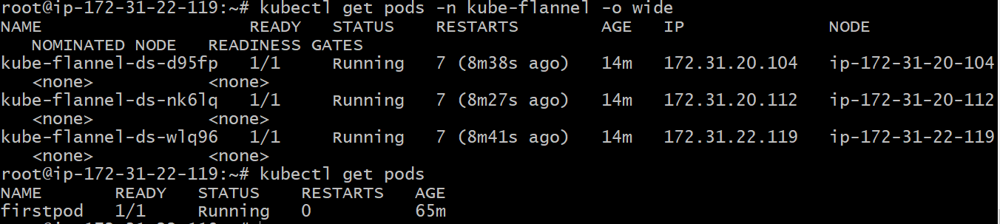 root@ip-172-31-22-119:~# kubectl get pods -n kube-flannel -o wide
NAME                    READY   STATUS    RESTARTS        AGE   IP              NODE
   NOMINATED NODE   READINESS GATES
kube-flannel-ds-d95fp   1/1     Running   7 (8m38s ago)   14m   172.31.20.104   ip-172-31-20-104
   <none>           <none>
kube-flannel-ds-nk6lq   1/1     Running   7 (8m27s ago)   14m   172.31.20.112   ip-172-31-20-112
   <none>           <none>
kube-flannel-ds-wlq96   1/1     Running   7 (8m41s ago)   14m   172.31.22.119   ip-172-31-22-119
   <none>           <none>
root@ip-172-31-22-119:~# kubectl get pods
NAME       READY   STATUS    RESTARTS   AGE
firstpod   1/1     Running   0          65m